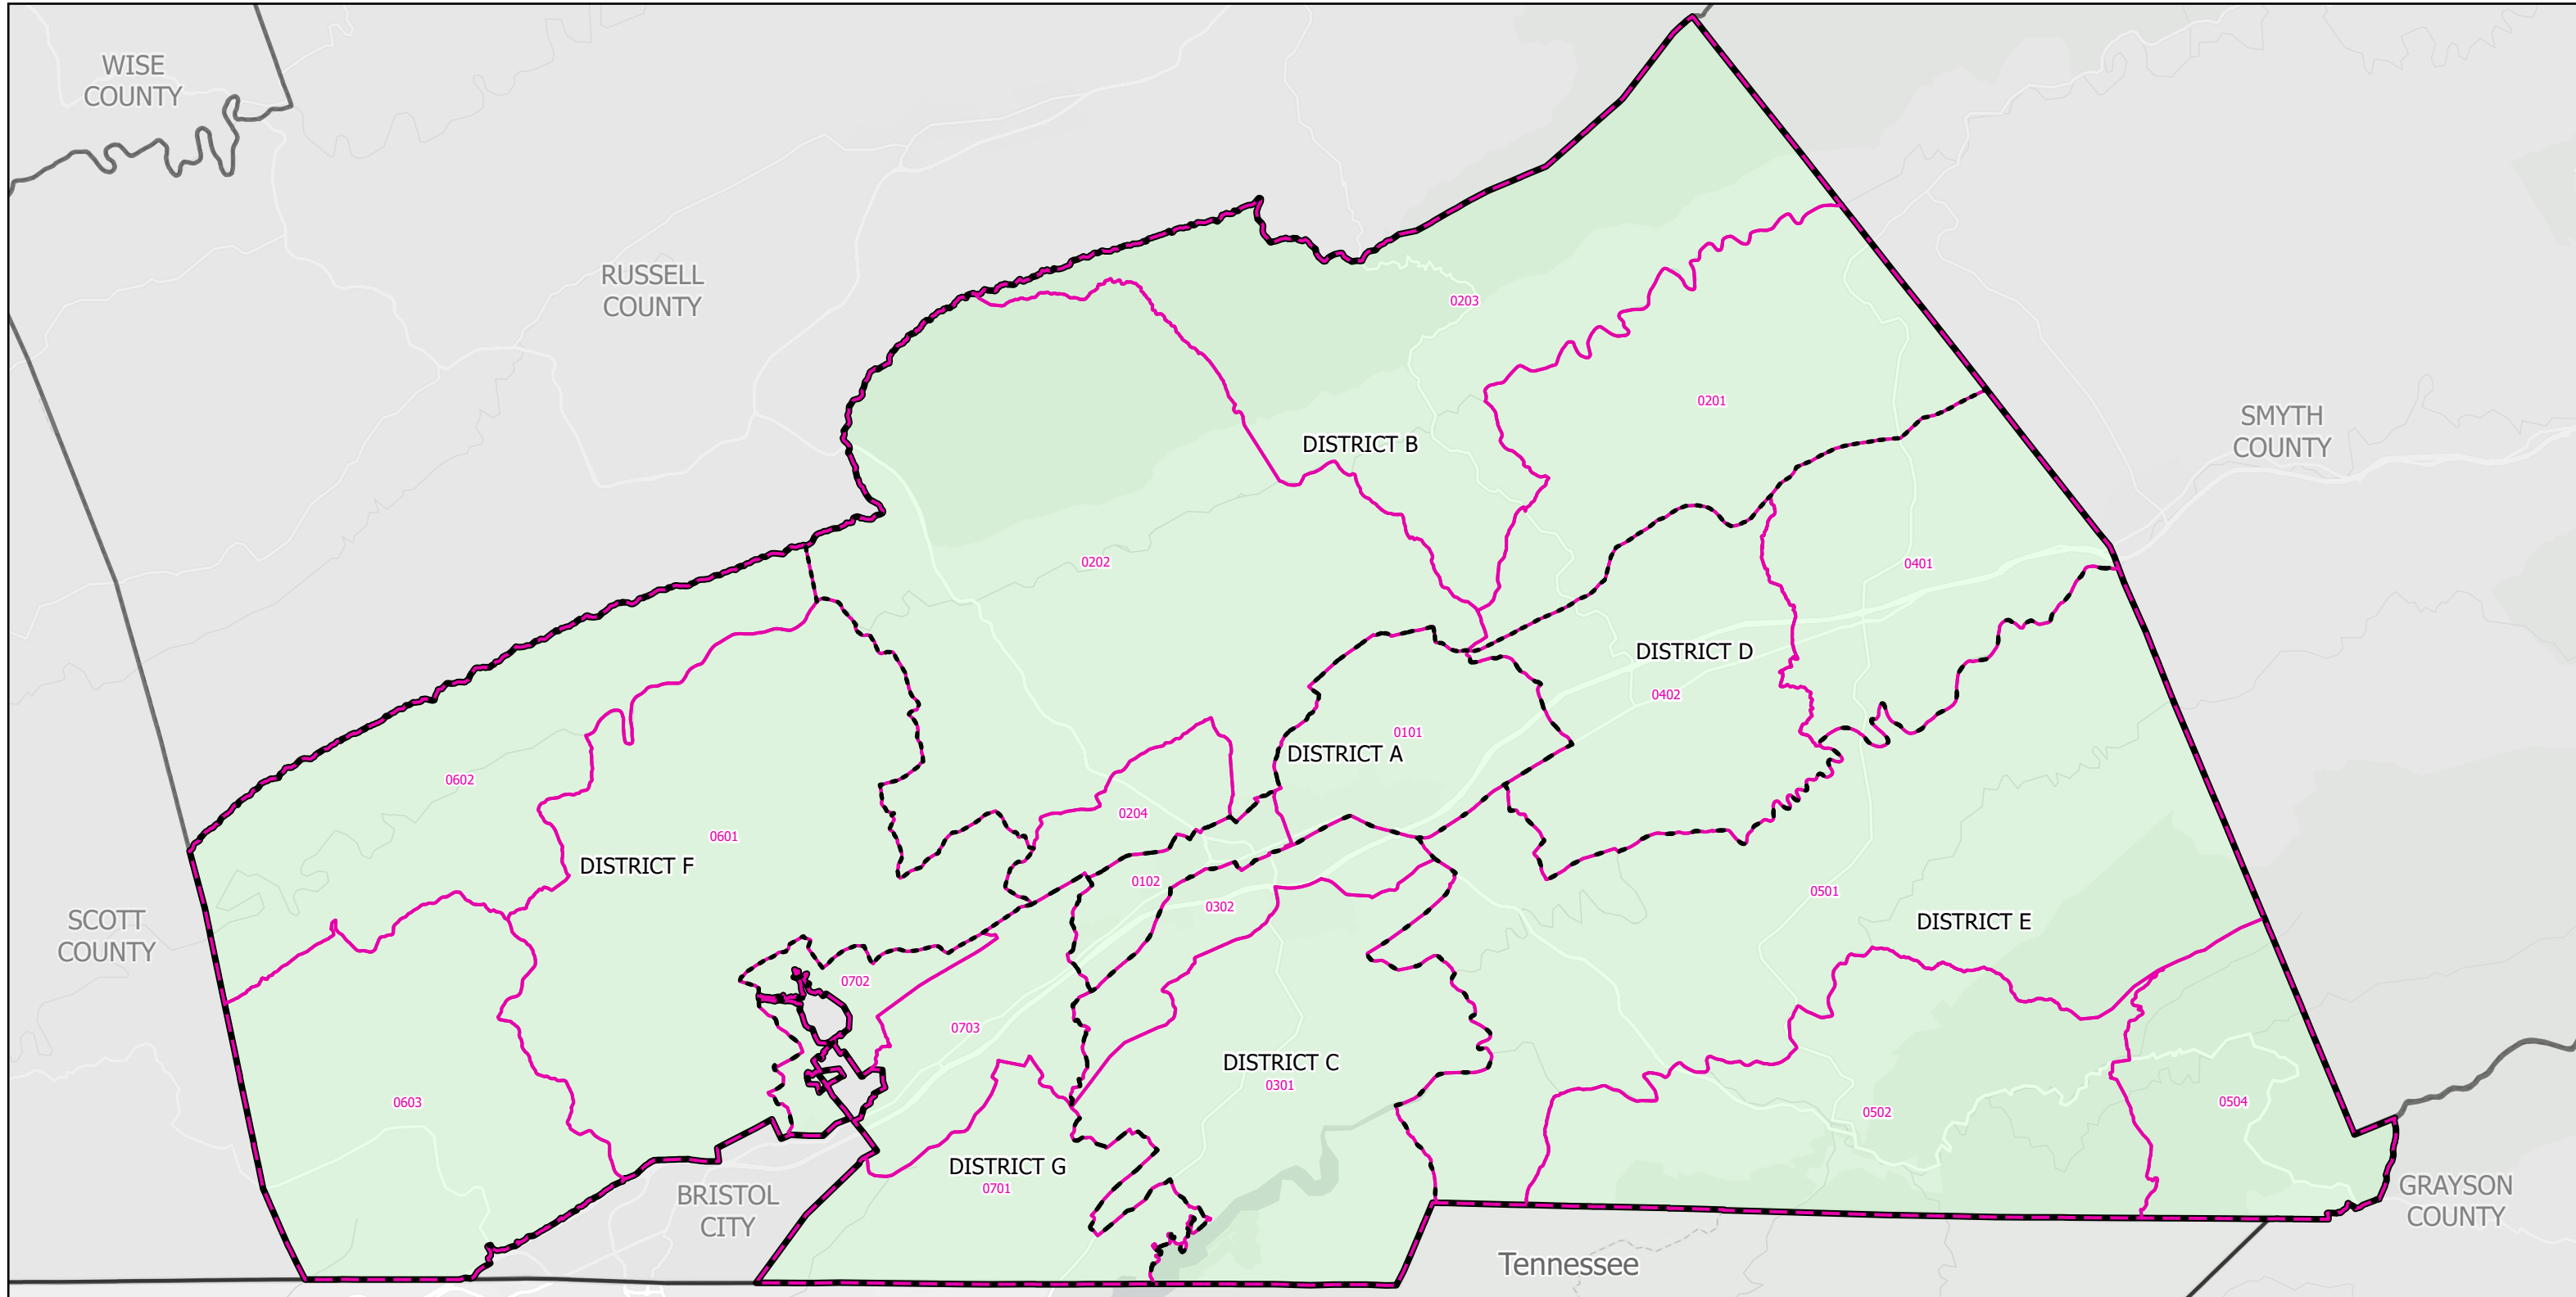 WISE
COUNTY
RUSSELL
COUNTY
0203
0201
SMYTH
COUNTY
DISTRICT B
0202
0401
DISTRICT D
0402
0101
DISTRICT A
0602
0204
0601
DISTRICT F
0102
0302
0501
DISTRICT E
SCOTT
COUNTY
0702
0703
DISTRICT C
0301
0603
0502
0504
DISTRICT G
0701
BRISTOL
CITY
GRAYSON
COUNTY
Tennessee